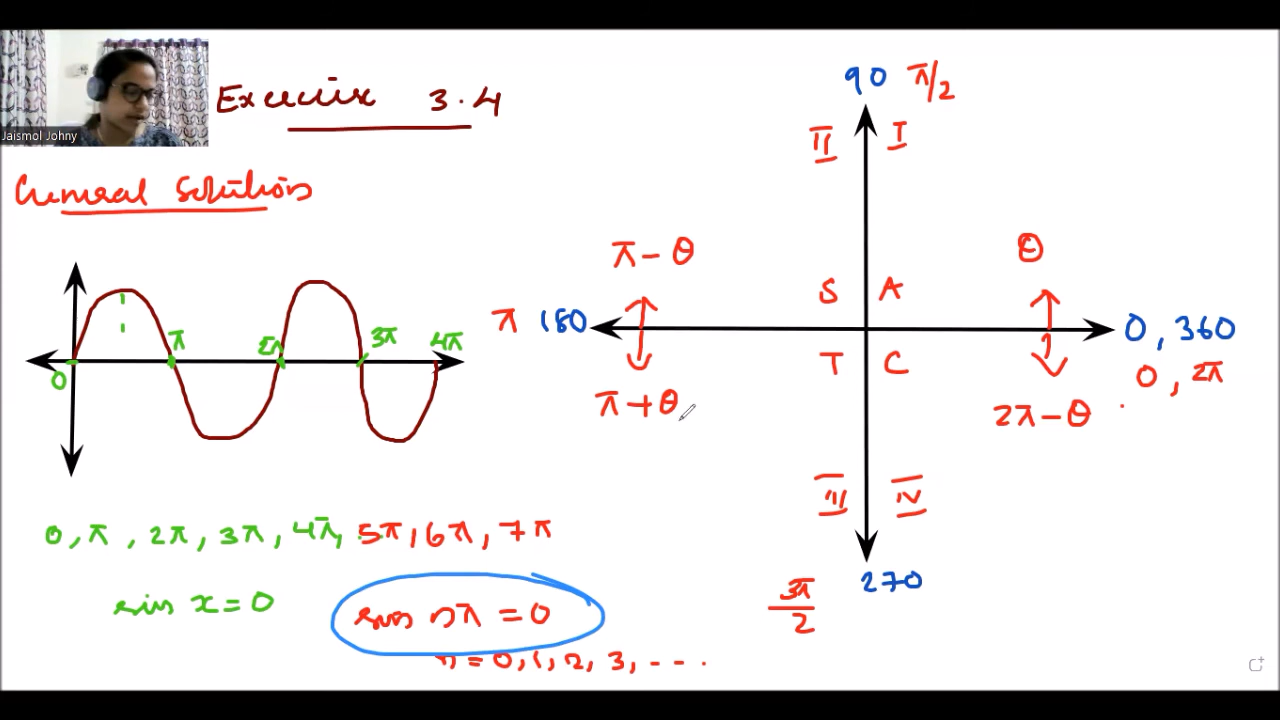 Jaismol Johny
Exercise 3.4
General Solutions
0 π 2π 3π 4π
0, π, 2π, 3π, 4π, 5π, 6π, 7π
sin x = 0
sin nπ = 0
n = 0, 1, 2, 3, - - - .
90 π/2
II I
π - θ
θ
S A
π 180
0, 360
0, 2π
T C
π + θ
2π - θ
III IV
3π/2
270